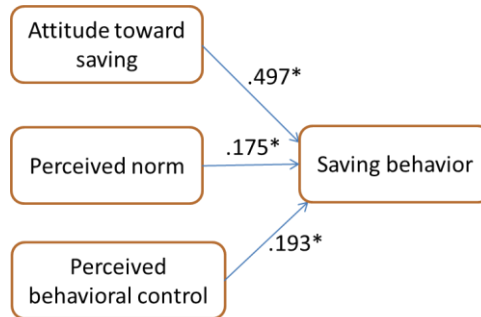 Attitude toward
saving
.497*
.175*
Perceived norm
Saving behavior
.193*
Perceived
behavioral control